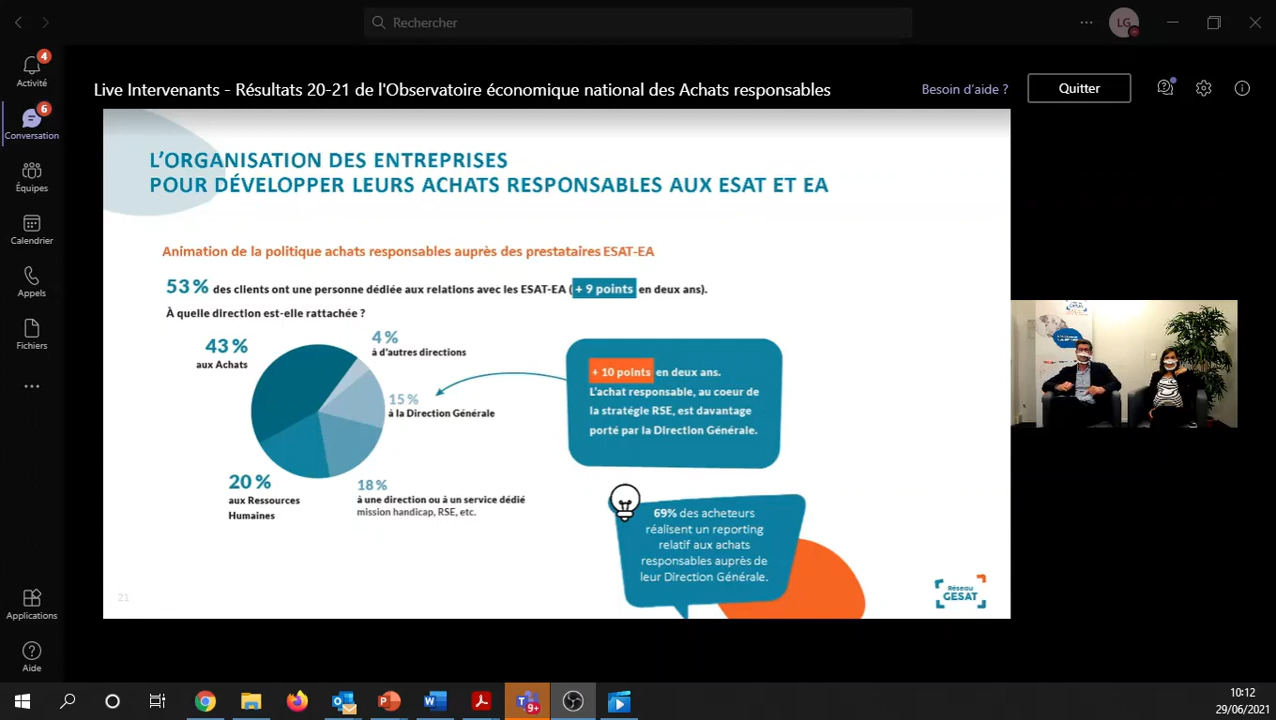 Rechercher
LG
4
Activité
6
Conversation
Équipes
Calendrier
Appels
Fichiers
Applications
Aide
Live Intervenants - Résultats 20-21 de l'Observatoire économique national des Achats responsables
Besoin d'aide ?
Quitter
L'ORGANISATION DES ENTREPRISES
POUR DÉVELOPPER LEURS ACHATS RESPONSABLES AUX ESAT ET EA
Animation de la politique achats responsables auprès des prestataires ESAT-EA
53 % des clients ont une personne dédiée aux relations avec les ESAT-EA (+ 9 points en deux ans).
À quelle direction est-elle rattachée ?
43 %
aux Achats
4 %
à d'autres directions
15 %
à la Direction Générale
18 %
à une direction ou à un service dédié
mission handicap, RSE, etc.
20 %
aux Ressources
Humaines
+ 10 points en deux ans.
L'achat responsable, au coeur de
la stratégie RSE, est davantage
porté par la Direction Générale.
69% des acheteurs
réalisent un reporting
relatif aux achats
responsables auprès de
leur Direction Générale.
21
Réseau
GESAT
9+
10:12
29/06/2021